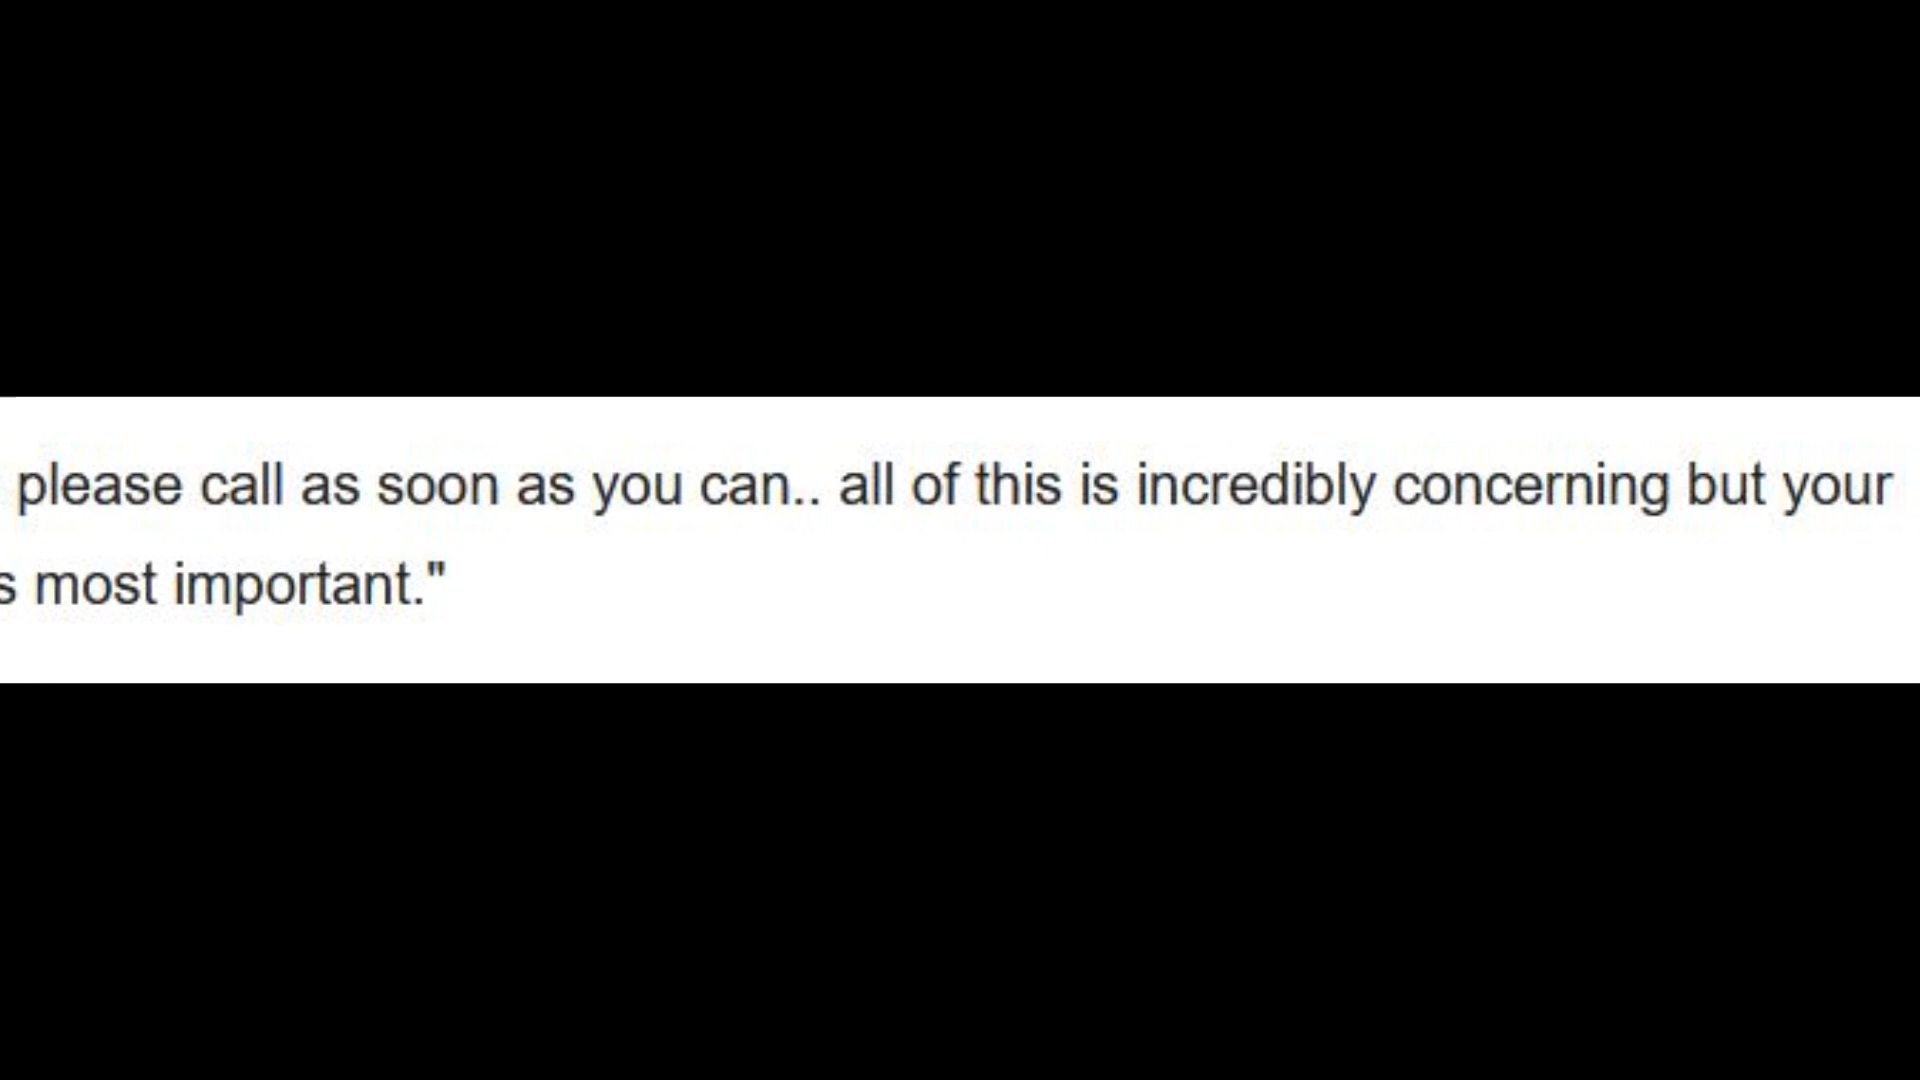 please call as soon as you can.. all of this is incredibly concerning but your
s most important."